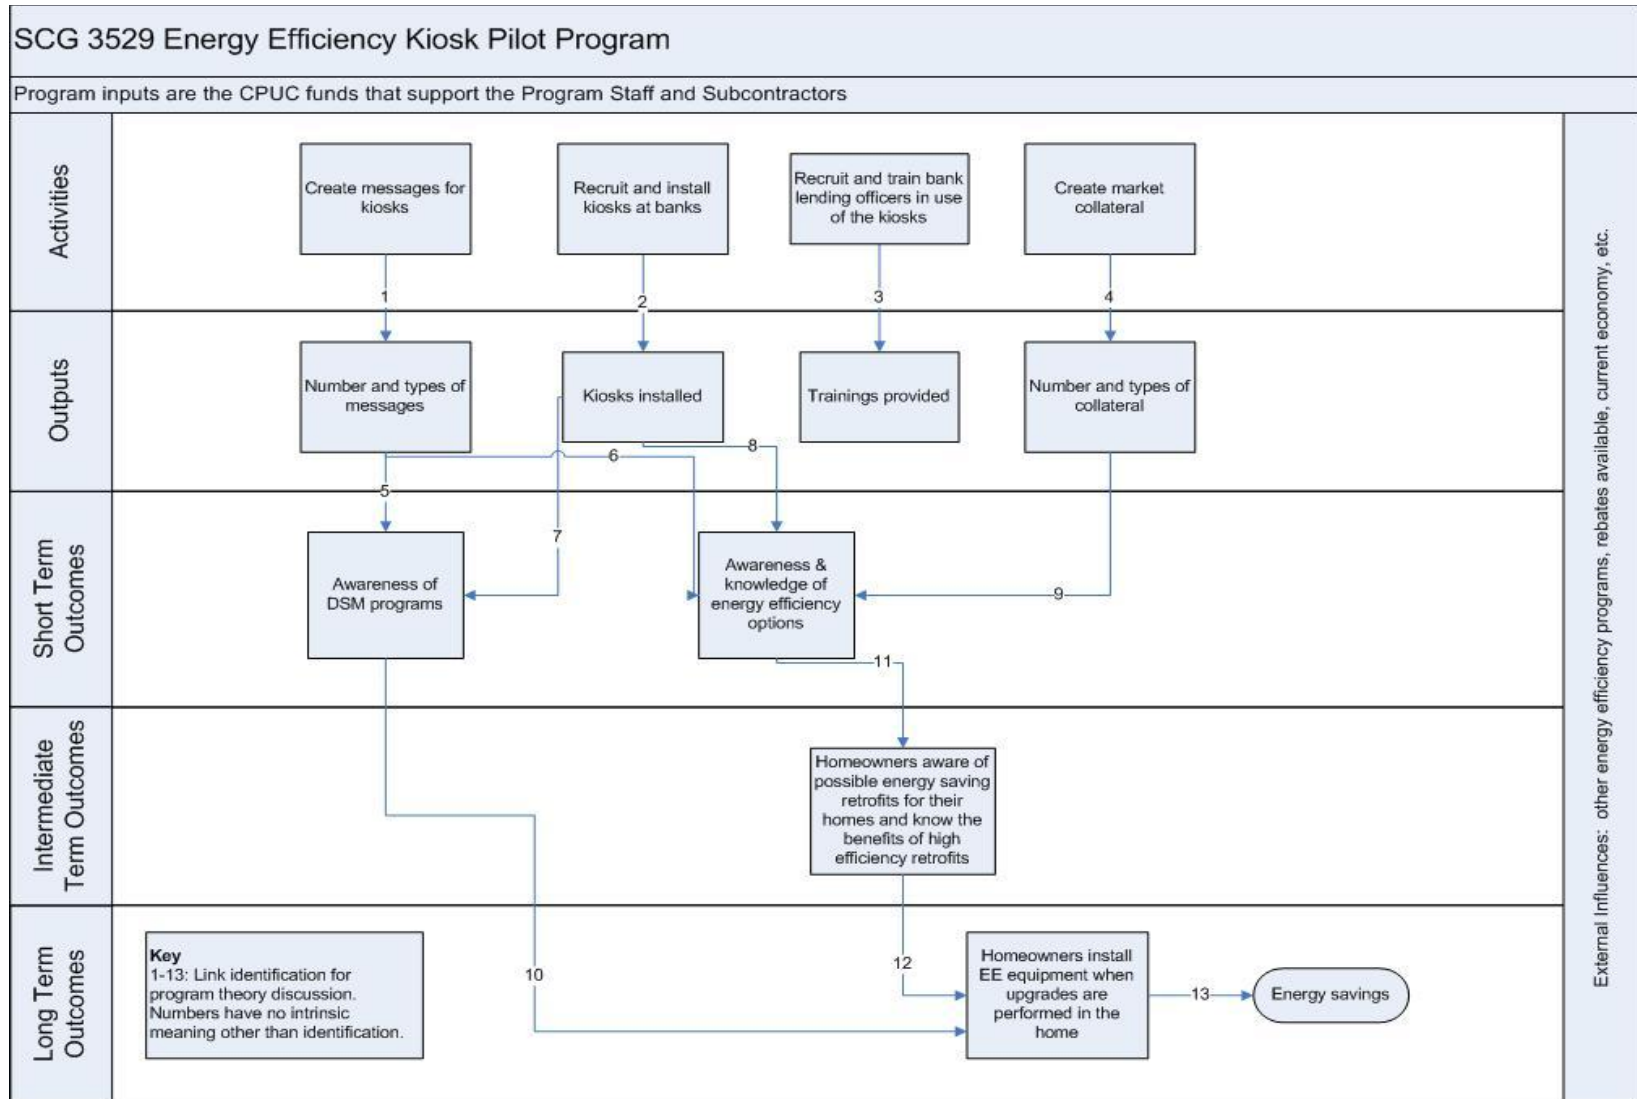 SCG 3529 Energy Efficiency Kiosk Pilot Program
Program inputs are the CPUC funds that support the Program Staff and Subcontractors
Activities
Create messages for
kiosks
Recruit and install
kiosks at banks
Recruit and train bank
lending officers in use
of the kiosks
Create market
collateral
1
2
3
4
Outputs
Number and types of
messages
Kiosks installed
Trainings provided
Number and types of
collateral
5
6
7
8
9
Short Term
Outcomes
Awareness of
DSM programs
Awareness &
knowledge of
energy efficiency
options
10
11
Intermediate
Term Outcomes
Homeowners aware of
possible energy saving
retrofits for their
homes and know the
benefits of high
efficiency retrofits
12
Long Term
Outcomes
Key
1-13: Link identification for
program theory discussion.
Numbers have no intrinsic
meaning other than identification.
Homeowners install
EE equipment when
upgrades are
performed in the
home
13
Energy savings
External Influences: other energy efficiency programs, rebates available, current economy, etc.